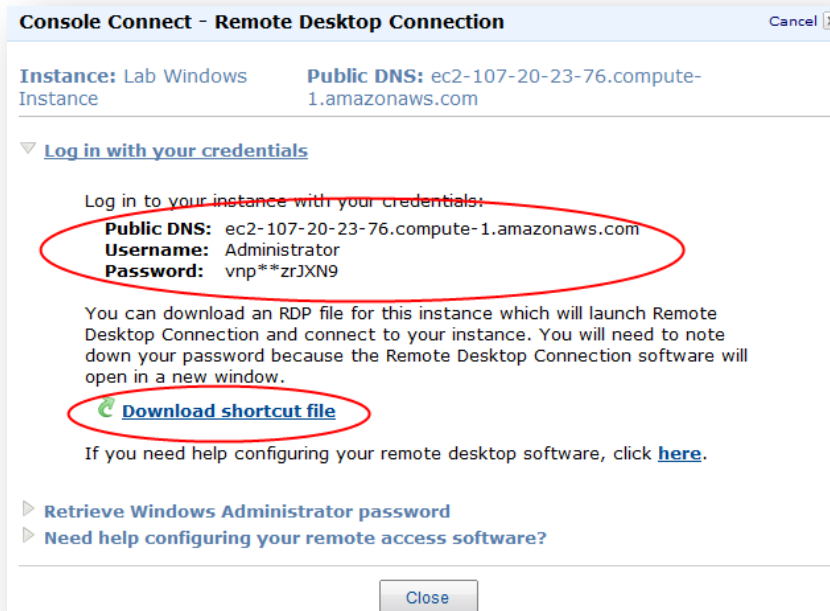 Console Connect - Remote Desktop Connection
Cancel
Instance: Lab Windows Instance
Public DNS: ec2-107-20-23-76.compute-1.amazonaws.com
Log in with your credentials
Log in to your instance with your credentials:
Public DNS: ec2-107-20-23-76.compute-1.amazonaws.com
Username: Administrator
Password: vnp**zrJXN9
You can download an RDP file for this instance which will launch Remote
Desktop Connection and connect to your instance. You will need to note
down your password because the Remote Desktop Connection software will
open in a new window.
Download shortcut file
If you need help configuring your remote desktop software, click here.
Retrieve Windows Administrator password
Need help configuring your remote access software?
Close